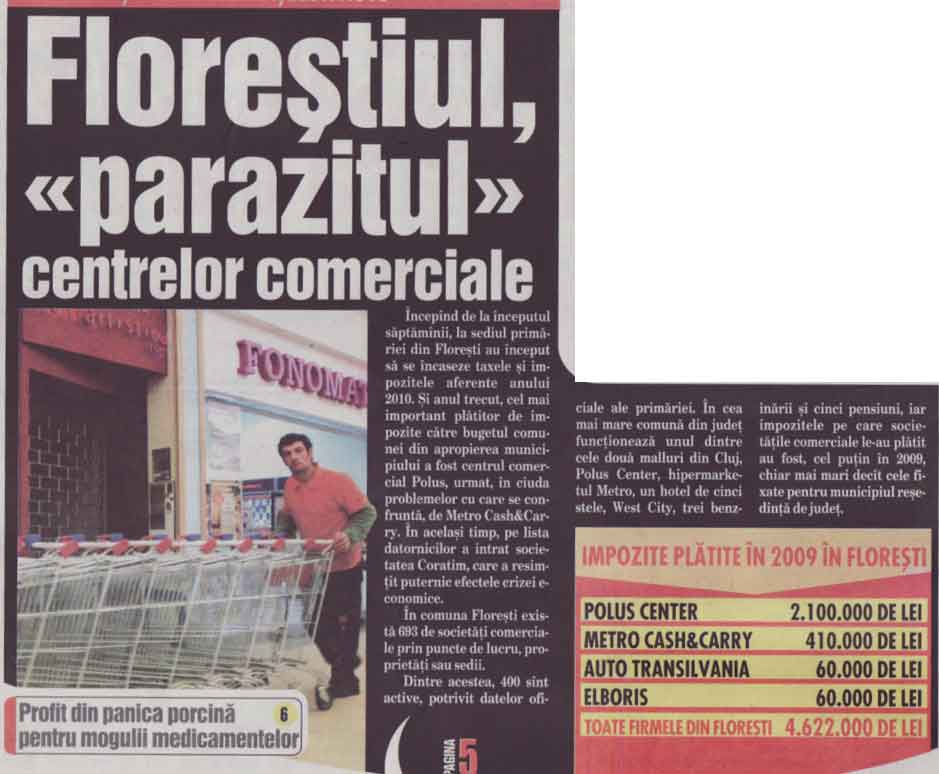 Floreştiul,
«parazitul»
centrelor comerciale
FONOMAT
Începînd de la începutul
săptămînii, la sediul primă-
riei din Floreşti au început
să se încaseze taxele şi im-
pozitele aferente anului
2010. Şi anul trecut, cel mai
important plătitor de im-
pozite către bugetul comu-
nei din apropierea munici-
piului a fost centrul comer-
cial Polus, urmat, în ciuda
problemelor cu care se con-
fruntă, de Metro Cash&Car-
ry. În acelaşi timp, pe lista
datornicilor a intrat socie-
tatea Coratim, care a resim-
ţit puternic efectele crizei e-
conomice.
În comuna Floreşti exis-
tă 693 de societăţi comercia-
le prin puncte de lucru, pro-
prietăţi sau sedii.
Dintre acestea, 400 sînt
active, potrivit datelor ofi-
ciale ale primăriei. În cea
mai mare comună din judeţ
funcţionează unul dintre
cele două malluri din Cluj,
Polus Center, hipermarke-
tul Metro, un hotel de cinci
stele, West City, trei benz-
inării şi cinci pensiuni, iar
impozitele pe care socie-
tăţile comerciale le-au plătit
au fost, cel puţin în 2009,
chiar mai mari decît cele fi-
xate pentru municipiul reşe-
dinţă de judeţ.
IMPOZITE PLĂTITE ÎN 2009 ÎN FLOREŞTI
POLUS CENTER 2.100.000 DE LEI
METRO CASH&CARRY 410.000 DE LEI
AUTO TRANSILVANIA 60.000 DE LEI
ELBORIS 60.000 DE LEI
TOATE FIRMELE DIN FLORESTI 4.622.000 DE LEI
Profit din panica porcină 6
pentru mogulii medicamentelor
PAGINA 5